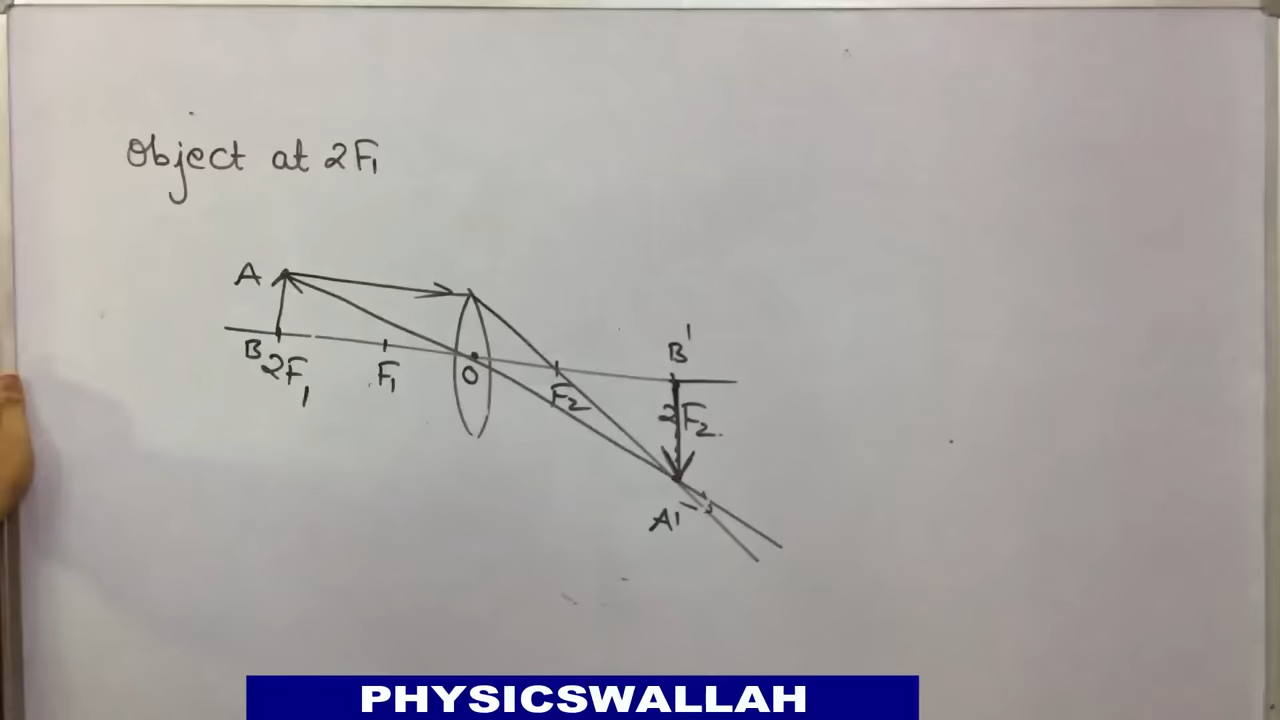 Object at 2F₁
A
B'
B
2F₁
F₁
O
F₂
2F₂
A'
PHYSICSWALLAH